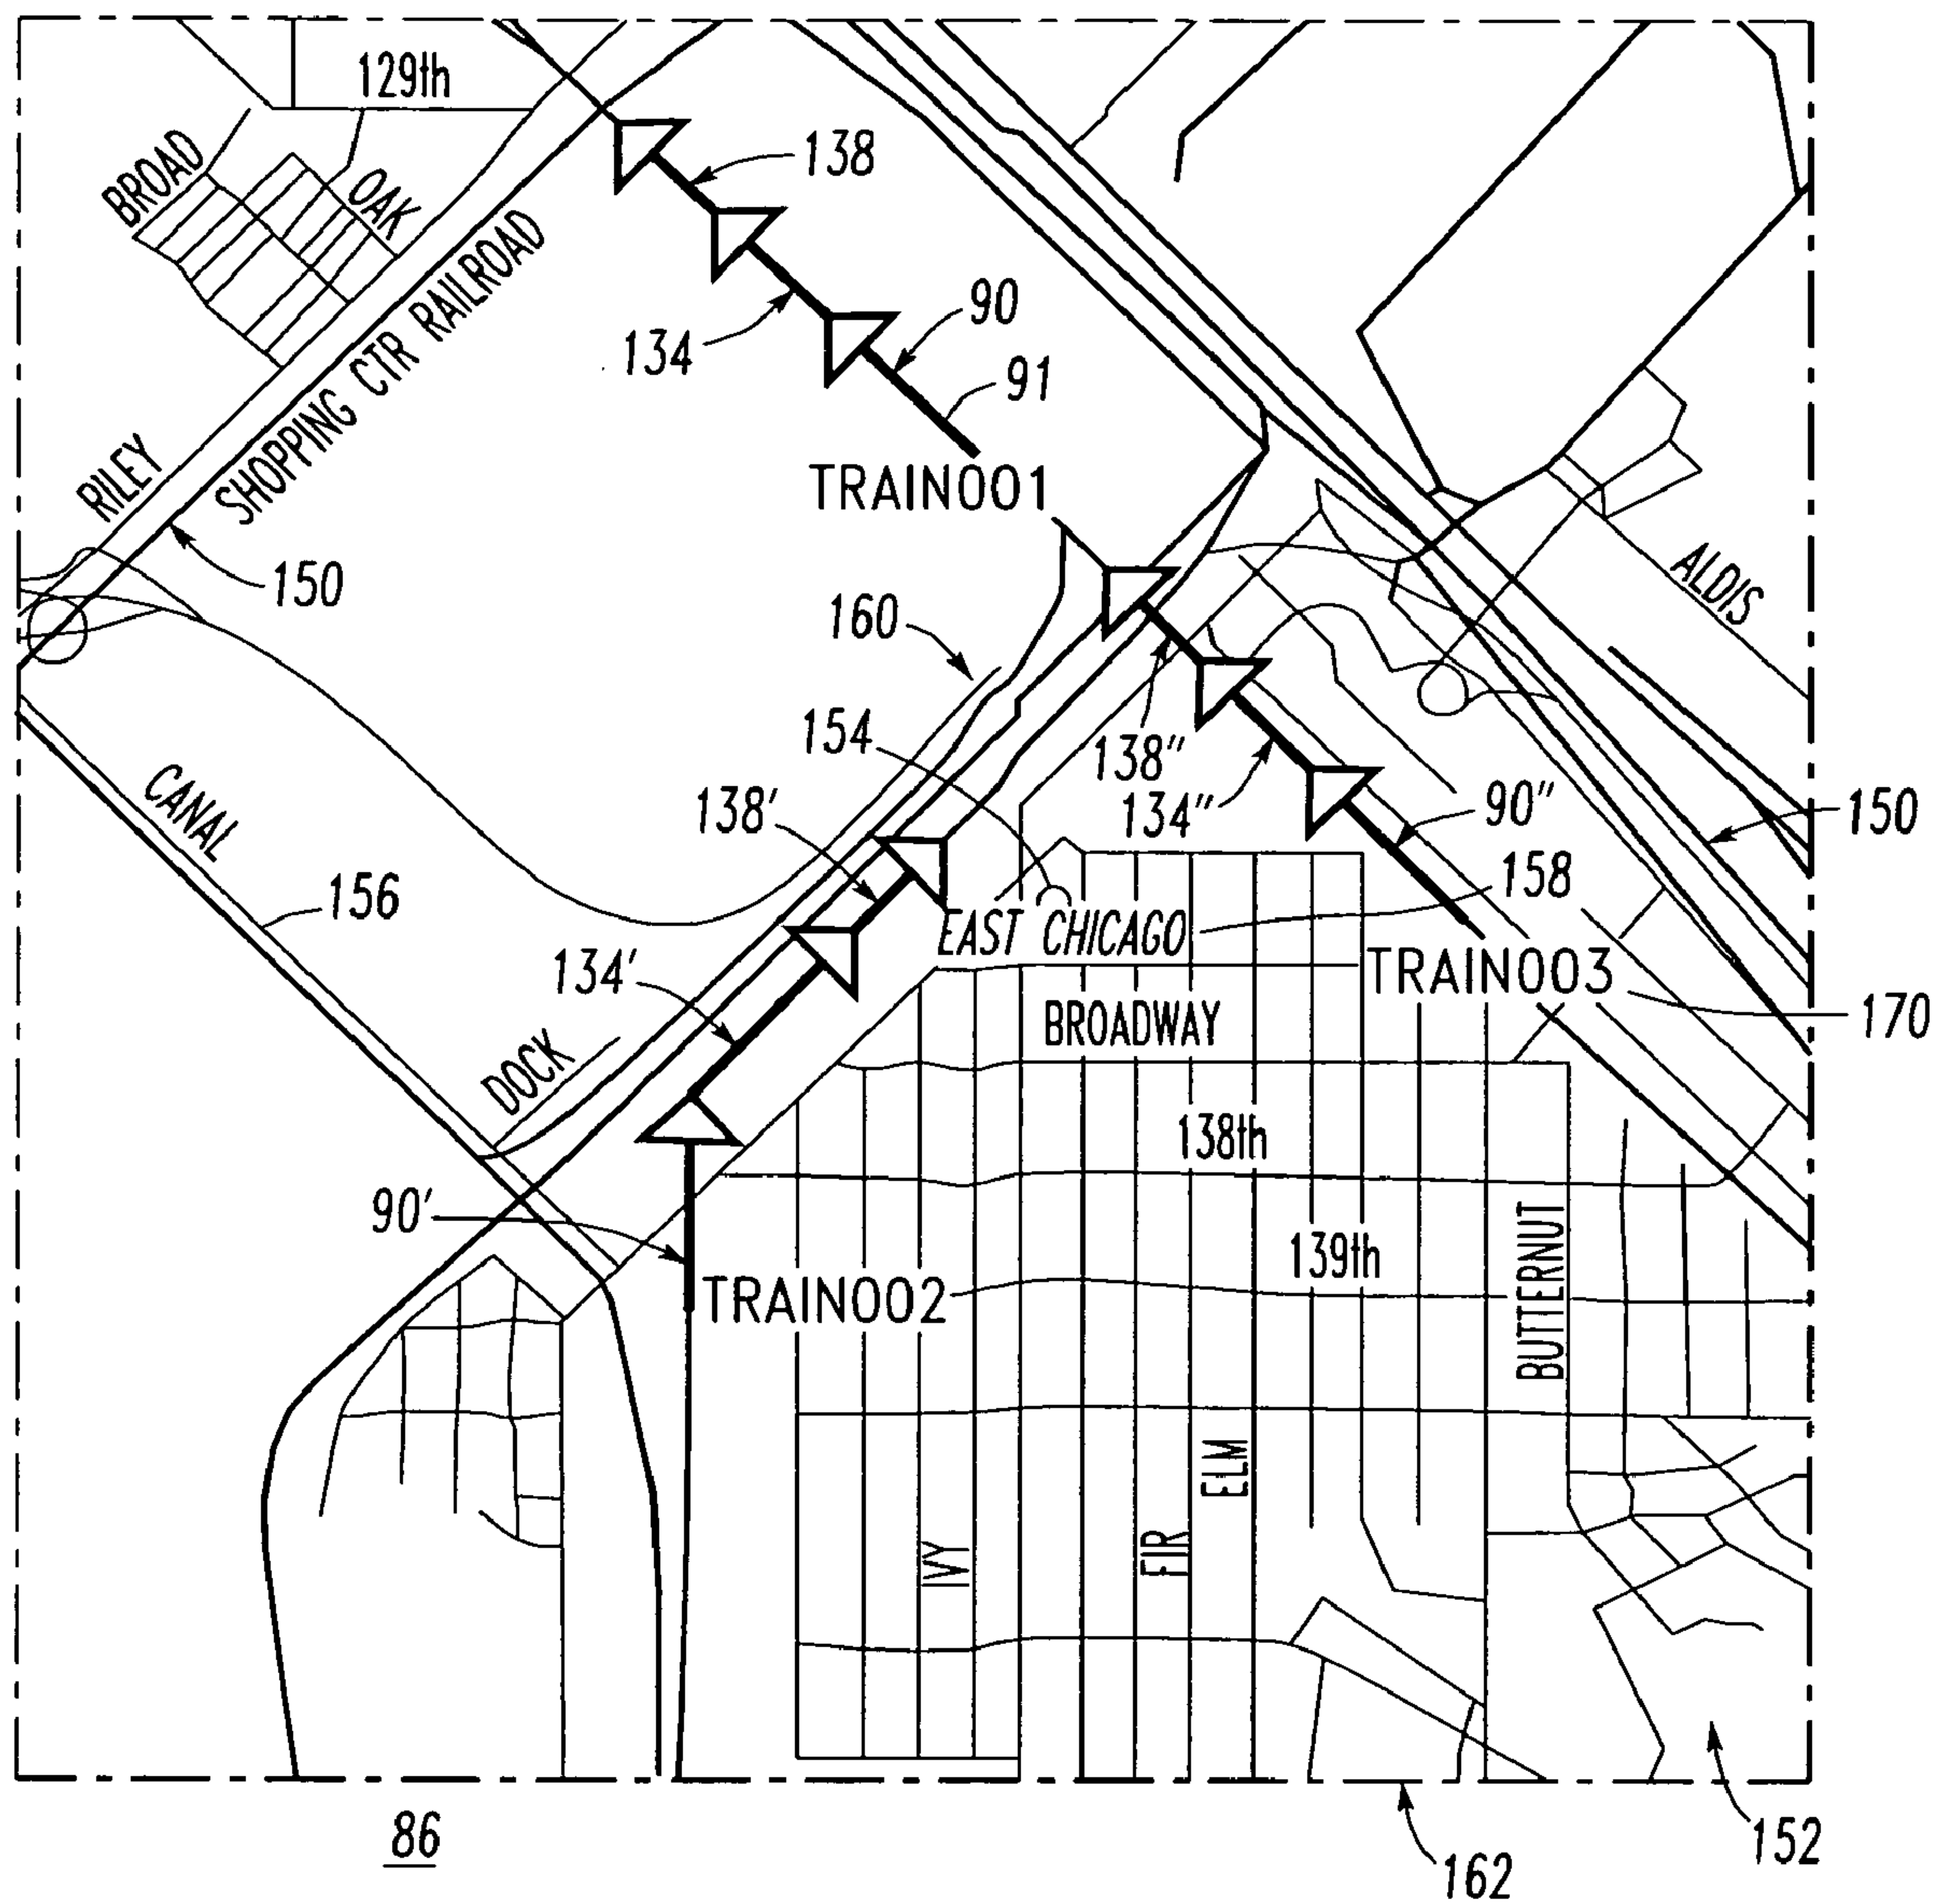 129th
138
BROAD
OAK
90
134
91
SHOPPING CTR RAILROAD
RILEY
TRAIN001
150
ALDIS
160
154
138"
CANAL
138'
134"
90"
150
156
158
EAST CHICAGO
134'
TRAIN003
BROADWAY
170
DOCK
138th
90'
139th
BUTTERNUT
TRAIN002
ELM
IVY
FIR
86
152
162